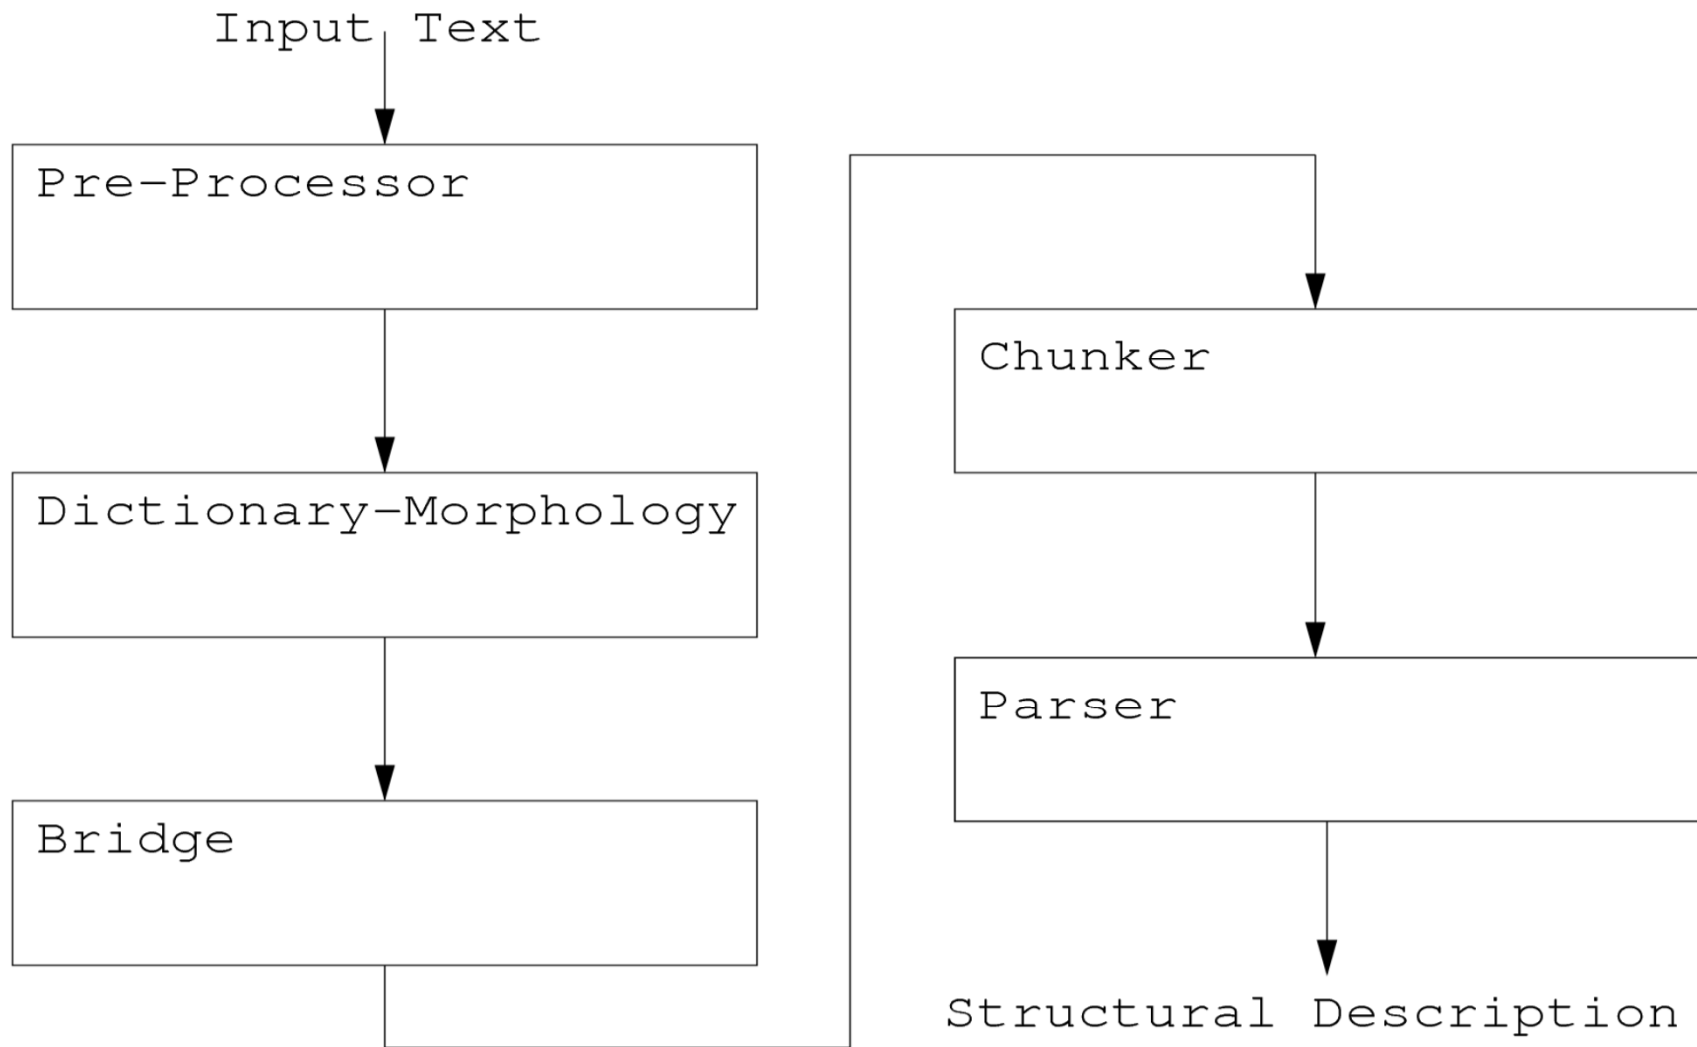 Input Text
Pre-Processor
Dictionary-Morphology
Bridge
Chunker
Parser
Structural Description